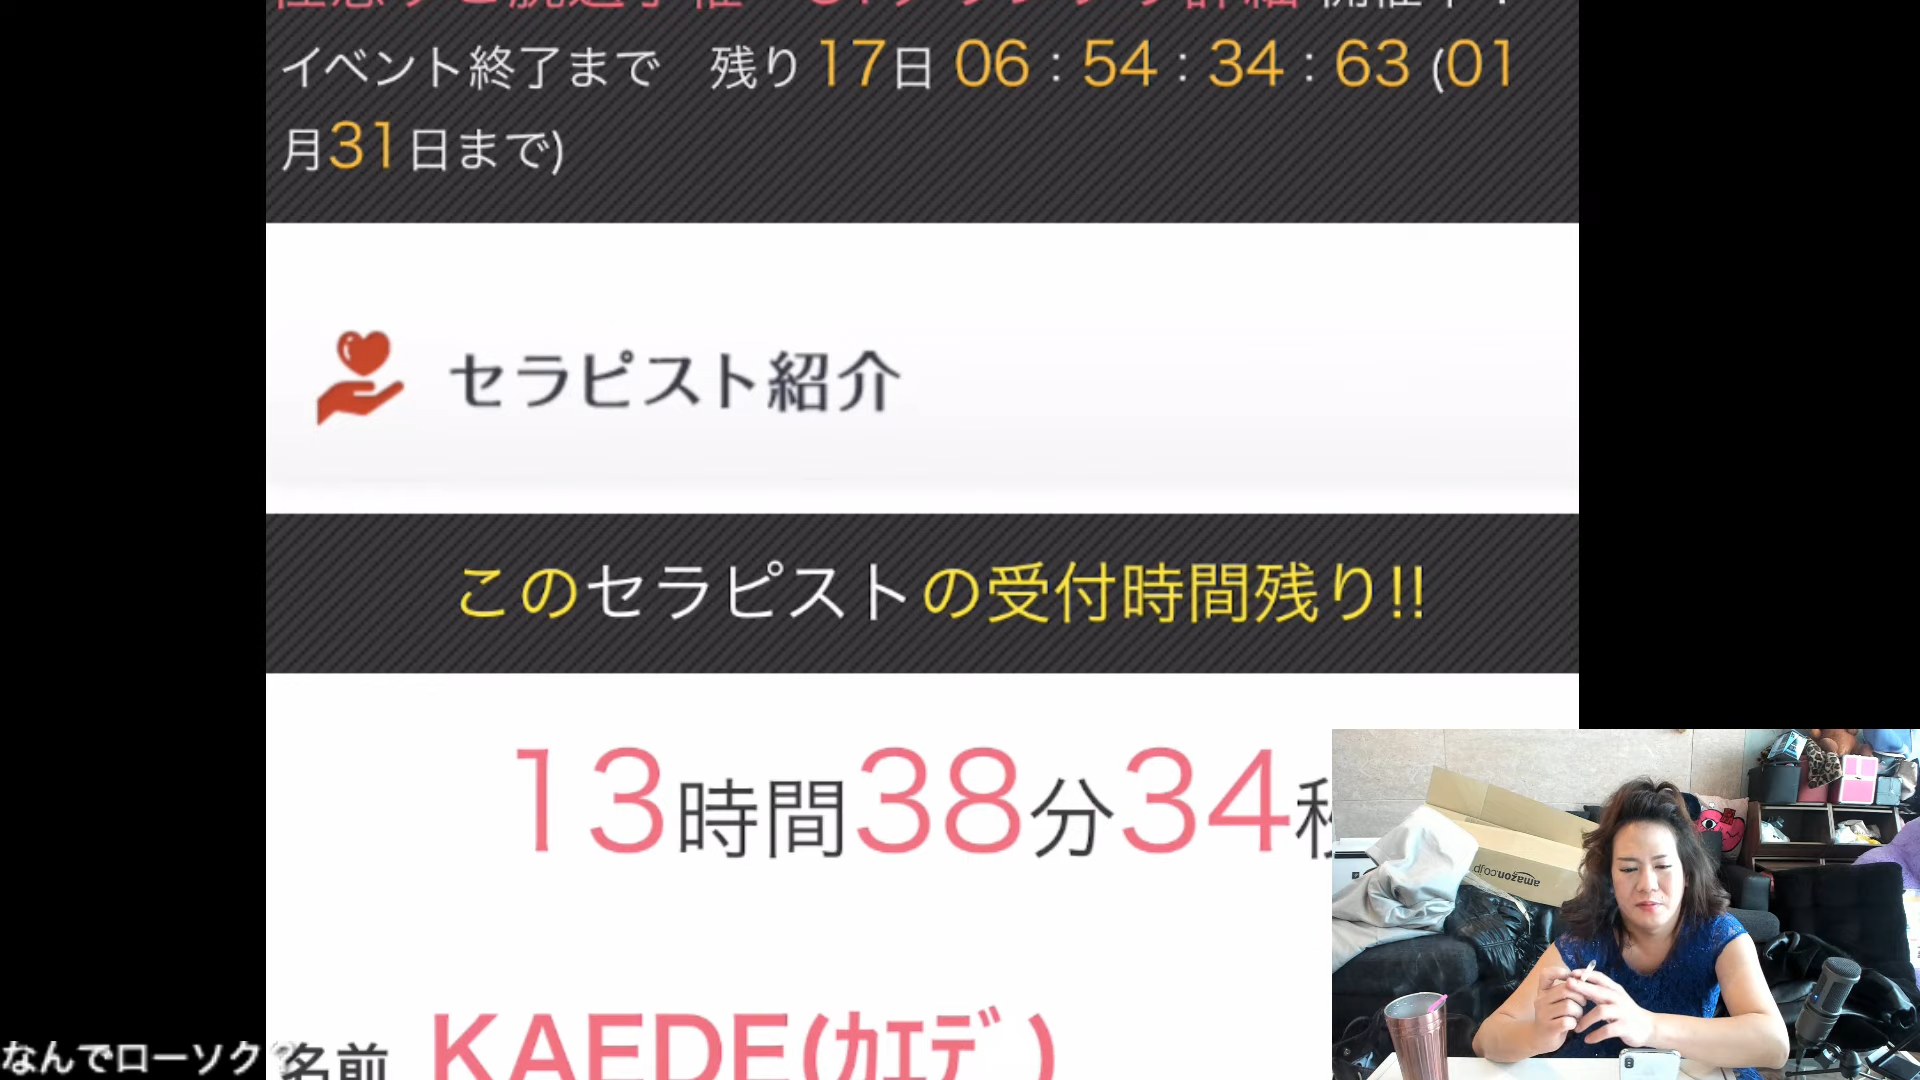 イベント終了まで　残り17日 06：54：34：63 (01
月31日まで)
セラピスト紹介
このセラピストの受付時間残り!!
13時間38分34秒
名前 KAEDE(ｶｴﾃﾞ)
なんでローソク
amazon.co.jp